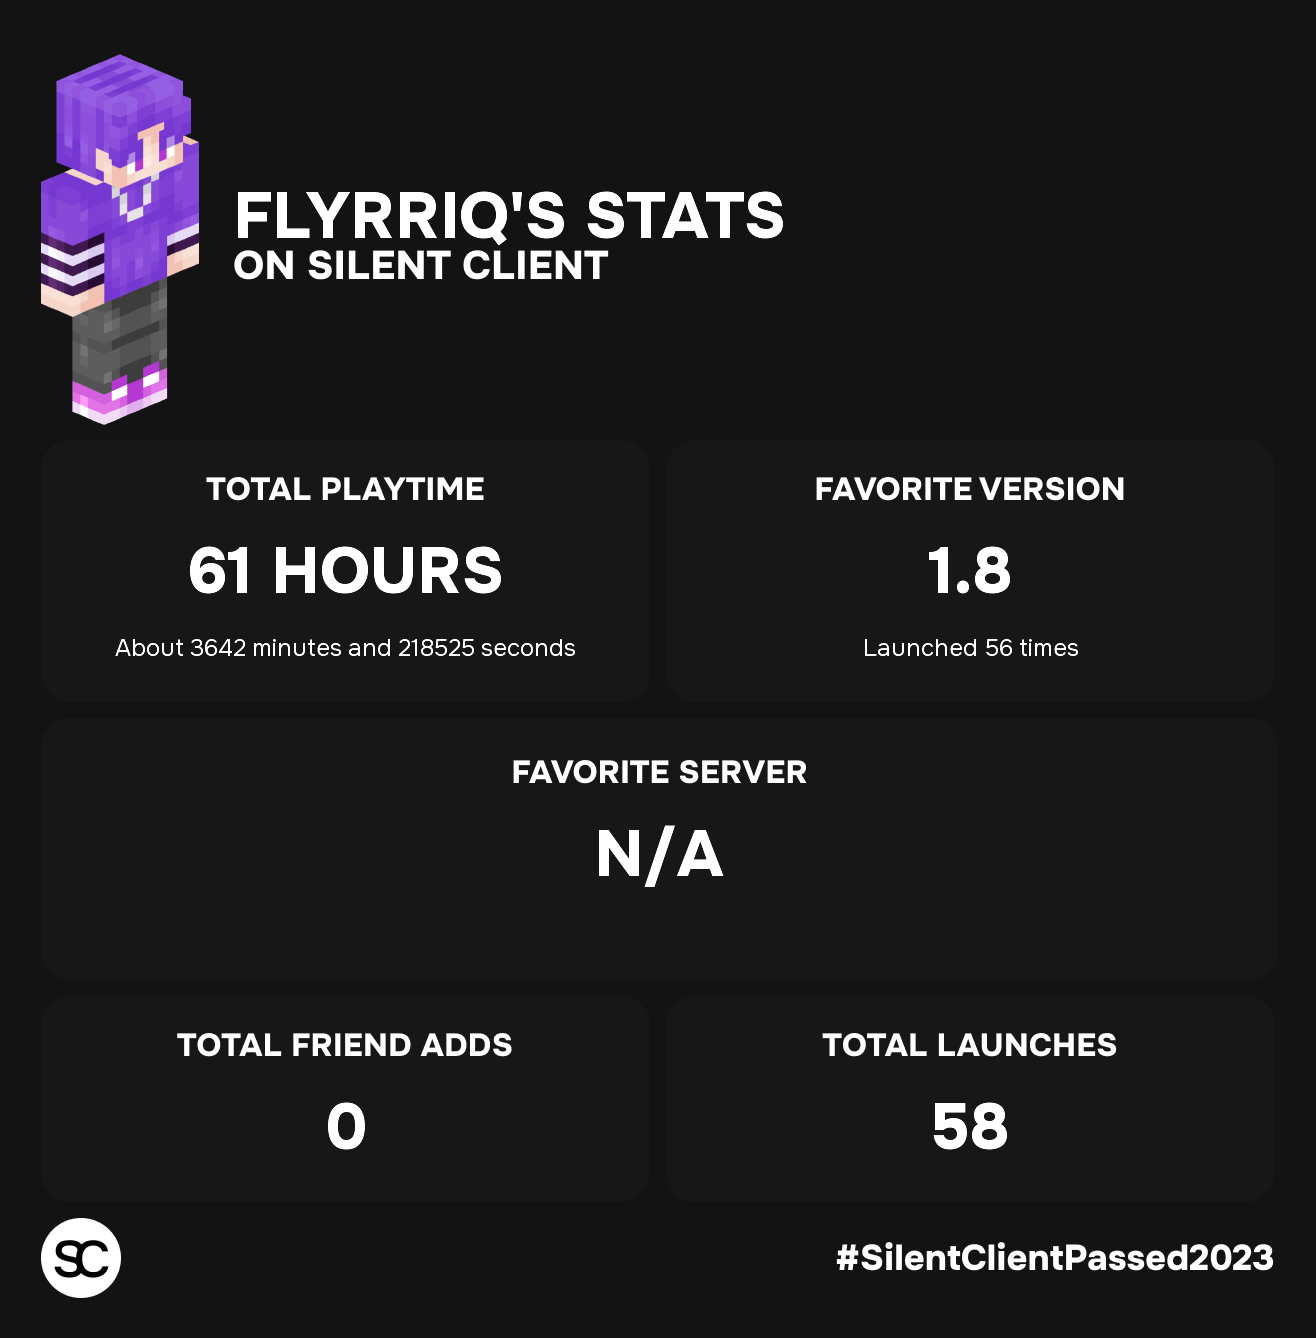 FLYRRIQ'S STATS
ON SILENT CLIENT
TOTAL PLAYTIME
61 HOURS
About 3642 minutes and 218525 seconds
FAVORITE VERSION
1.8
Launched 56 times
FAVORITE SERVER
N/A
TOTAL FRIEND ADDS
0
TOTAL LAUNCHES
58
SC
#SilentClientPassed2023